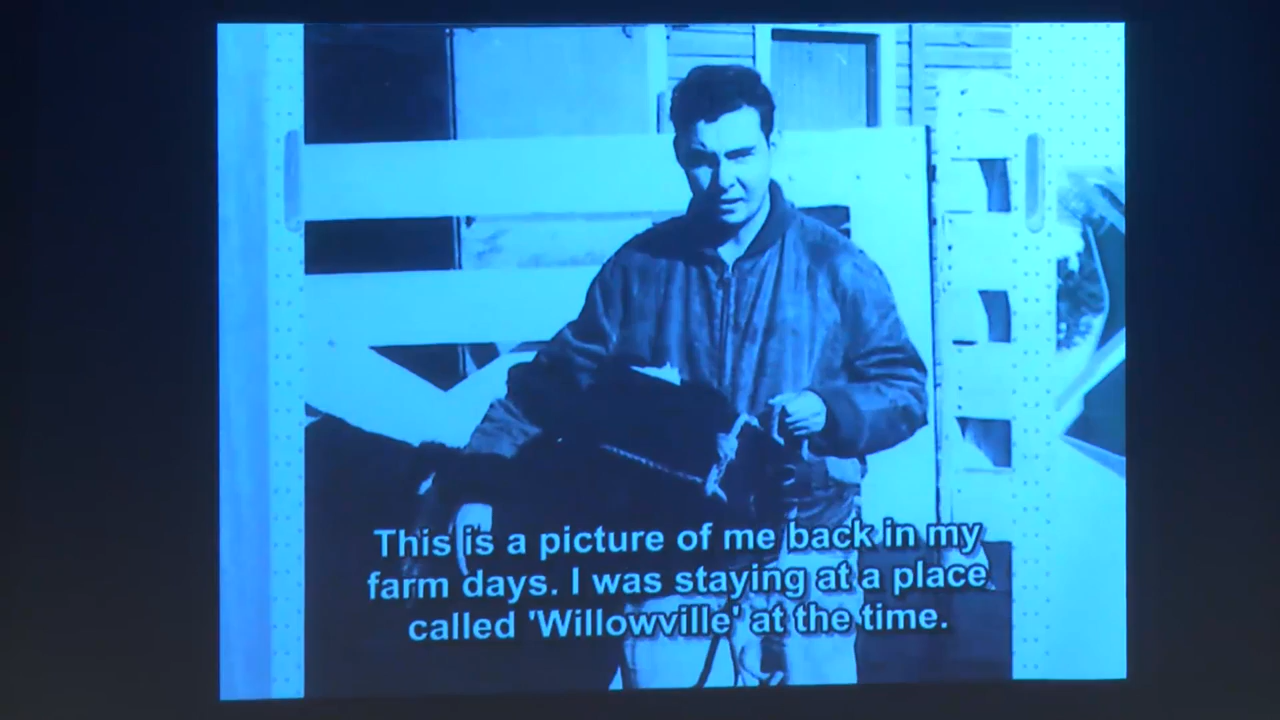 This is a picture of me back in my
farm days. I was staying at a place
called 'Willowville' at the time.